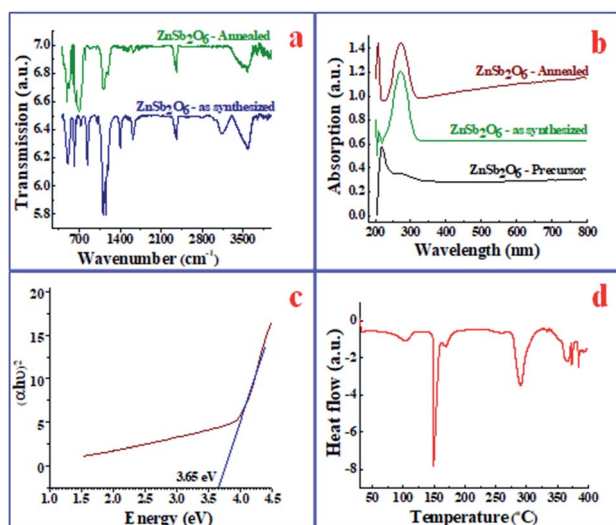 a
ZnSb2O6 - Annealed
ZnSb2O6 - as synthesized
7.0
6.8
6.6
6.4
6.2
6.0
5.8
Transmission (a.u.)
700 1400 2100 2800 3500
Wavenumber (cm-1)
b
ZnSb2O6 - Annealed
ZnSb2O6 - as synthesized
ZnSb2O6 - Precursor
1.4
1.2
1.0
0.8
0.6
0.4
0.2
0.0
Absorption (a.u.)
200 300 400 500 600 700 800
Wavelength (nm)
c
20
15
10
5
0
(αhυ)2
3.65 eV
1.0 1.5 2.0 2.5 3.0 3.5 4.0 4.5
Energy (eV)
d
0
-2
-4
-6
-8
Heat flow (a.u.)
50 100 150 200 250 300 350 400
Temperature (°C)